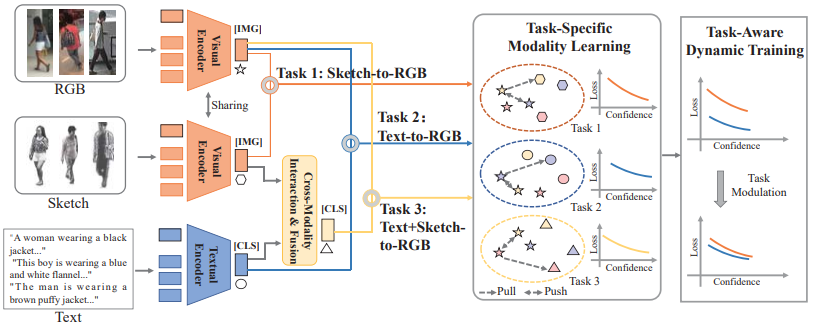 RGB
Visual
Encoder
[IMG]
Sharing
Sketch
Visual
Encoder
[IMG]
"A woman wearing a black
jacket..."
"This boy is wearing a blue
and white flannel..."
"The man is wearing a
brown puffy jacket..."
Text
Textual
Encoder
[CLS]
Cross-Modality
Interaction & Fusion
[CLS]
Task 1: Sketch-to-RGB
Task 2:
Text-to-RGB
Task 3:
Text+Sketch-
to-RGB
Task-Specific
Modality Learning
Loss
Confidence
Task 1
Loss
Confidence
Task 2
Loss
Confidence
Task 3
Pull
Push
Task-Aware
Dynamic Training
Loss
Confidence
Task
Modulation
Loss
Confidence